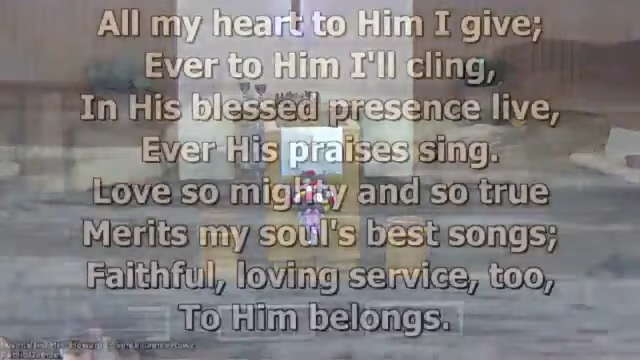 All my heart to Him I give;
Ever to Him I'll cling,
In His blessed presence live,
Ever His praises sing.
Love so mighty and so true
Merits my soul's best songs;
Faithful, loving service, too,
To Him belongs.